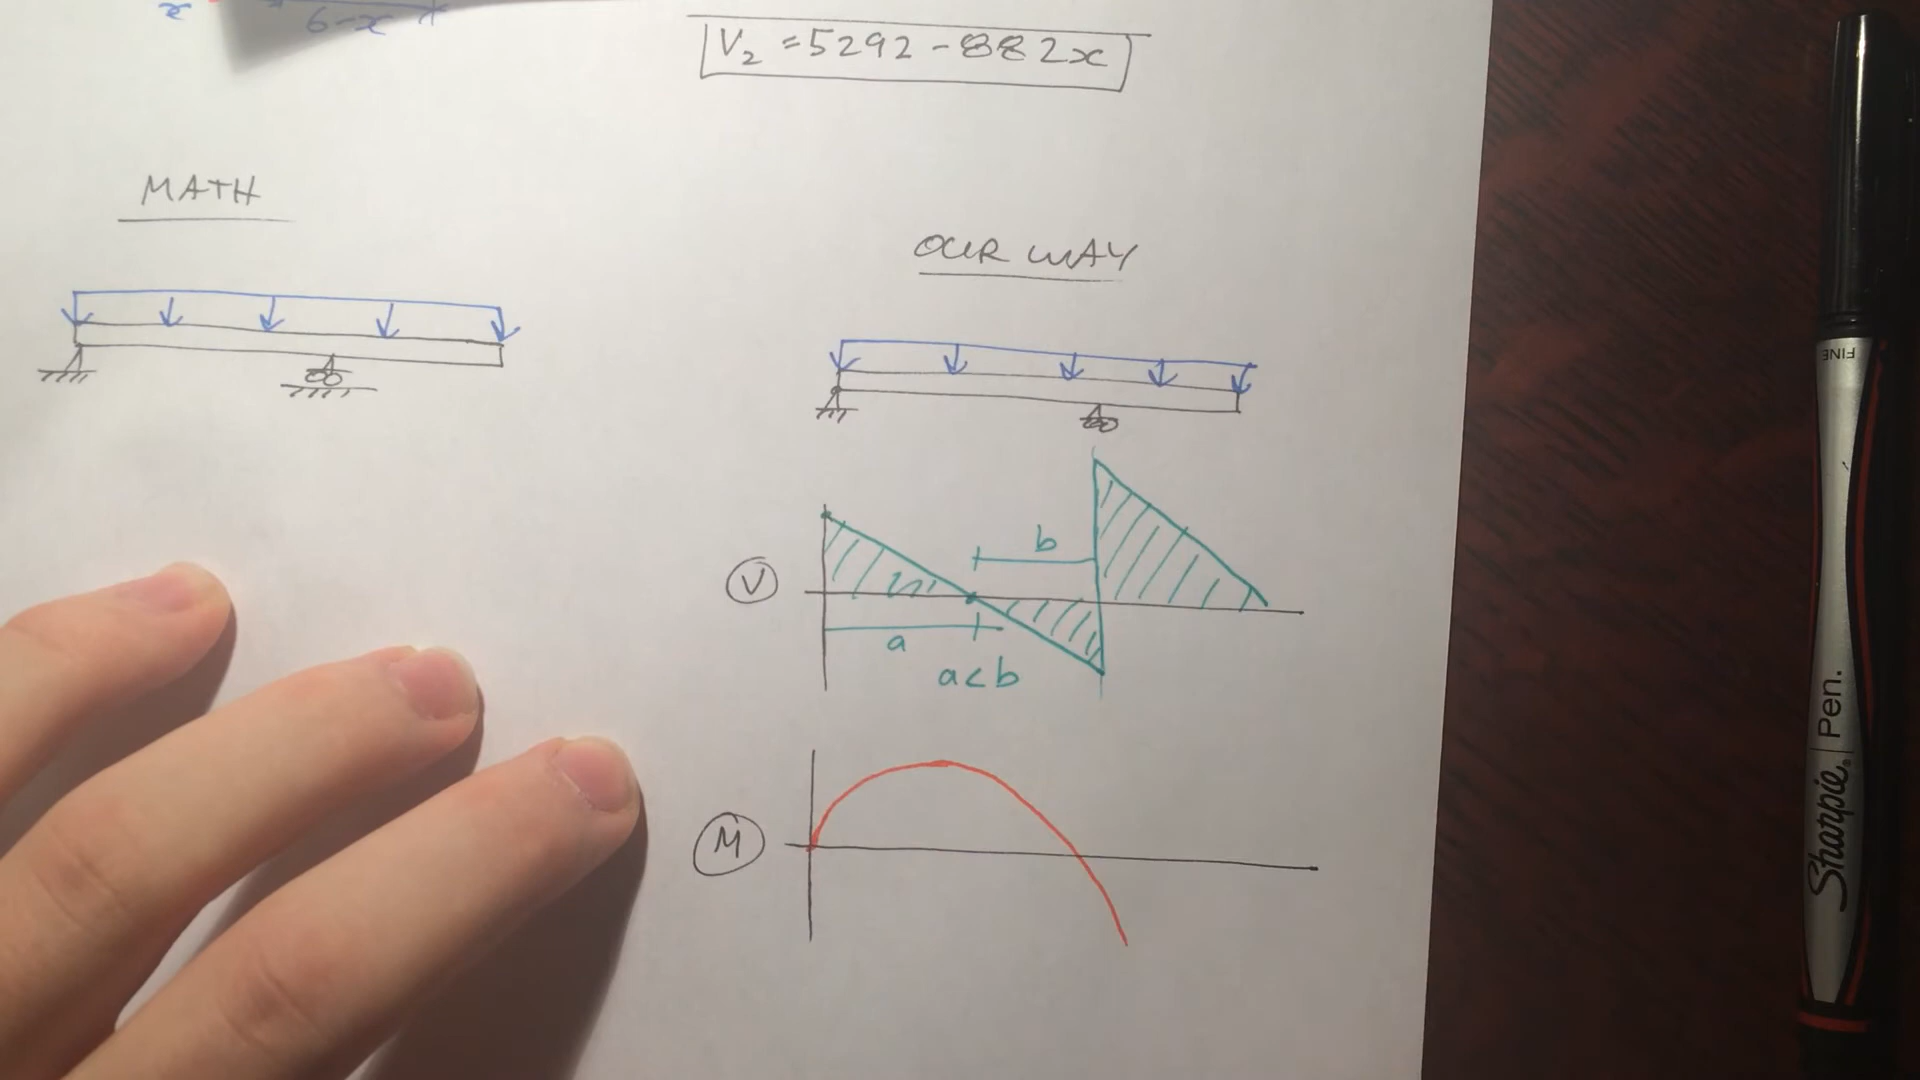 x
6-x
V₂ = 5292 - 882x
MATH
OUR WAY
b
V
a
a<b
M
Sharpie. Pen.
FINE